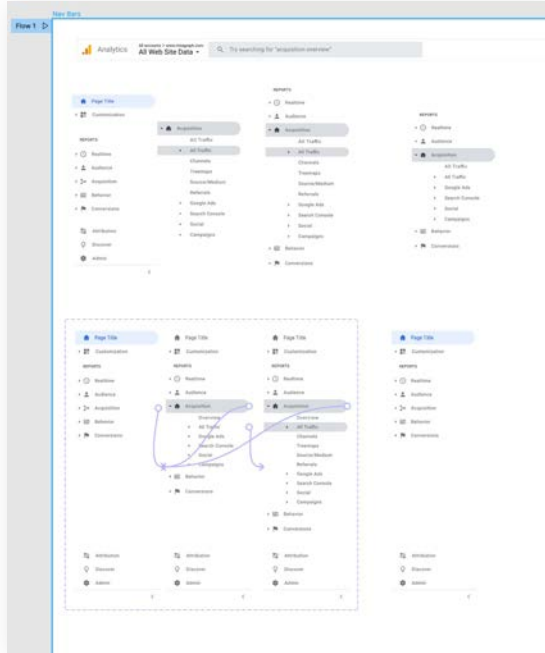 Nav Bars
Flow 1
Analytics
All accounts > www.instagraph.com
All Web Site Data
Try searching for "acquisition overview"
Page Title
Customization
REPORTS
Realtime
Audience
Acquisition
Behavior
Conversions
Attribution
Discover
Admin
Acquisition
All Traffic
All Traffic
Channels
Treemaps
Source/Medium
Referrals
Google Ads
Search Console
Social
Campaigns
REPORTS
Realtime
Audience
Acquisition
All Traffic
All Traffic
Channels
Treemaps
Source/Medium
Referrals
Google Ads
Search Console
Social
Campaigns
Behavior
Conversions
REPORTS
Realtime
Audience
Acquisition
All Traffic
All Traffic
Google Ads
Search Console
Social
Campaigns
Behavior
Conversions
Page Title
Customization
REPORTS
Realtime
Audience
Acquisition
Behavior
Conversions
Attribution
Discover
Admin
Page Title
Customization
REPORTS
Realtime
Audience
Acquisition
Overview
All Traffic
Google Ads
Search Console
Social
Campaigns
Behavior
Conversions
Attribution
Discover
Admin
Page Title
Customization
REPORTS
Realtime
Audience
Acquisition
Overview
All Traffic
Channels
Treemaps
Source/Medium
Referrals
Google Ads
Search Console
Social
Campaigns
Behavior
Conversions
Attribution
Discover
Admin
Page Title
Customization
REPORTS
Realtime
Audience
Acquisition
Behavior
Conversions
Attribution
Discover
Admin